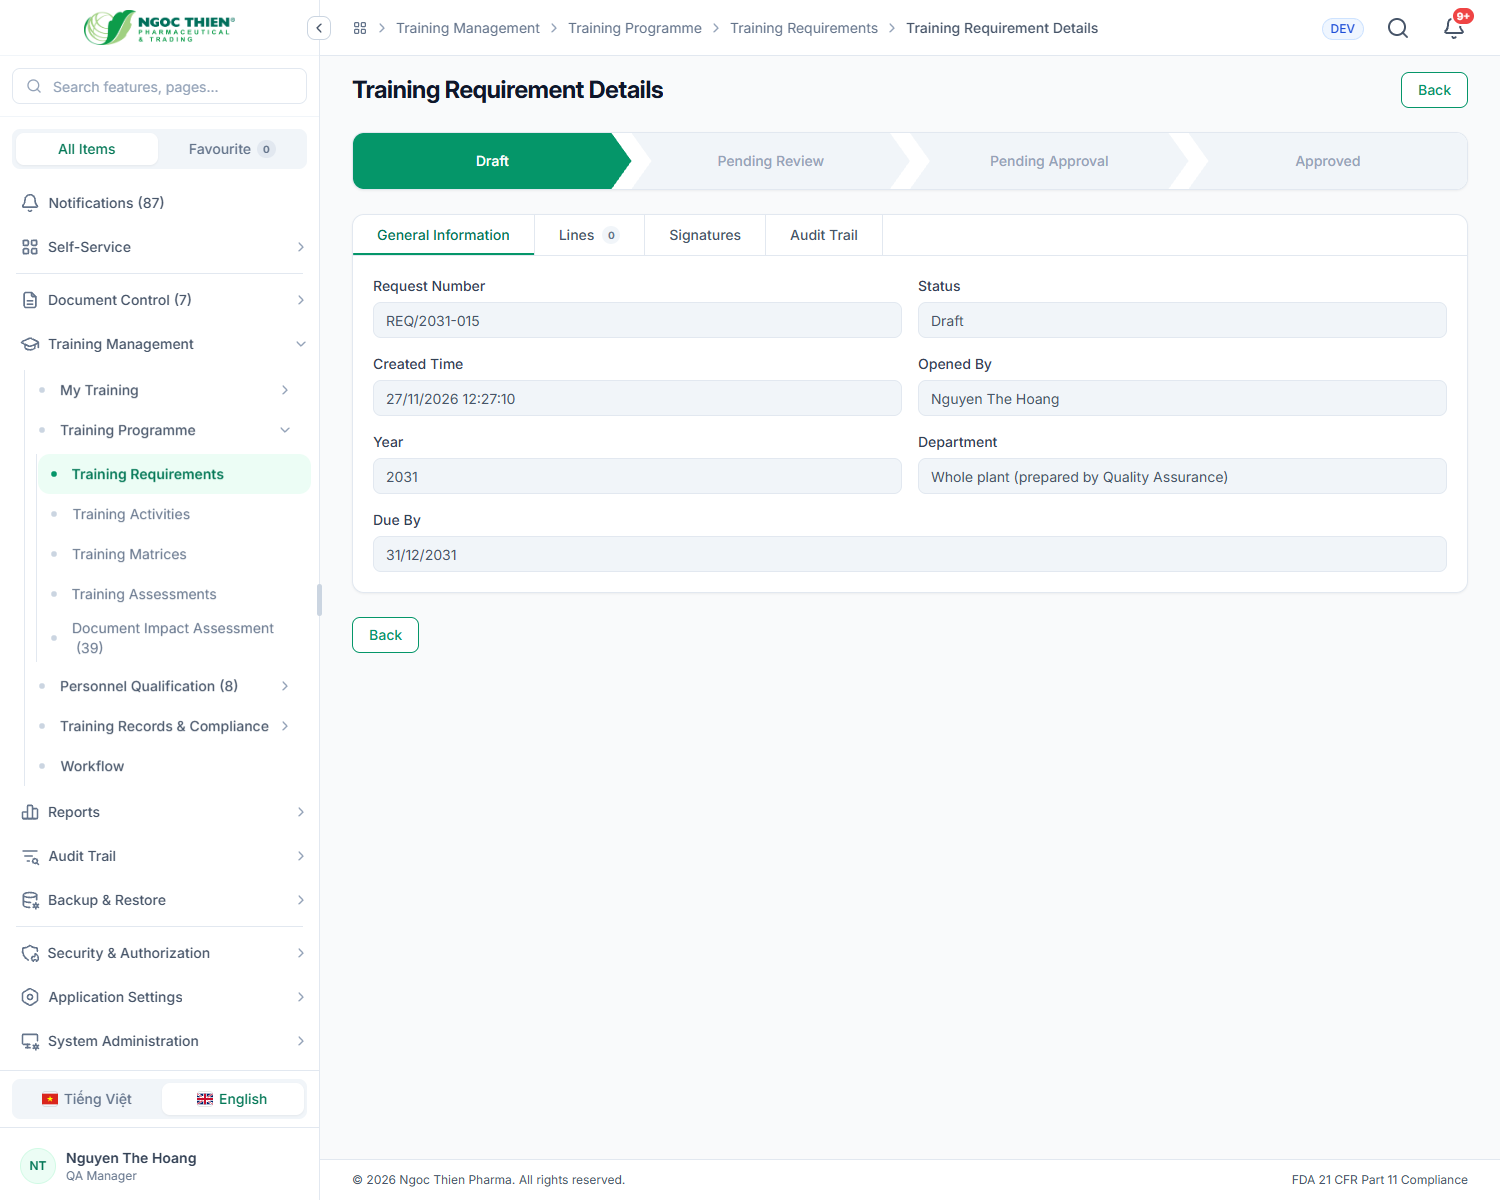 NGOC THIEN®
PHARMACEUTICAL
& TRADING
Search features, pages...
All Items
Favourite 0
Notifications (87)
Self-Service
Document Control (7)
Training Management
My Training
Training Programme
Training Requirements
Training Activities
Training Matrices
Training Assessments
Document Impact Assessment
(39)
Personnel Qualification (8)
Training Records & Compliance
Workflow
Reports
Audit Trail
Backup & Restore
Security & Authorization
Application Settings
System Administration
Tiếng Việt
English
NT
Nguyen The Hoang
QA Manager
Training Management
Training Programme
Training Requirements
Training Requirement Details
DEV
9+
Training Requirement Details
Back
Draft
Pending Review
Pending Approval
Approved
General Information
Lines 0
Signatures
Audit Trail
Request Number
REQ/2031-015
Status
Draft
Created Time
27/11/2026 12:27:10
Opened By
Nguyen The Hoang
Year
2031
Department
Whole plant (prepared by Quality Assurance)
Due By
31/12/2031
Back
© 2026 Ngoc Thien Pharma. All rights reserved.
FDA 21 CFR Part 11 Compliance